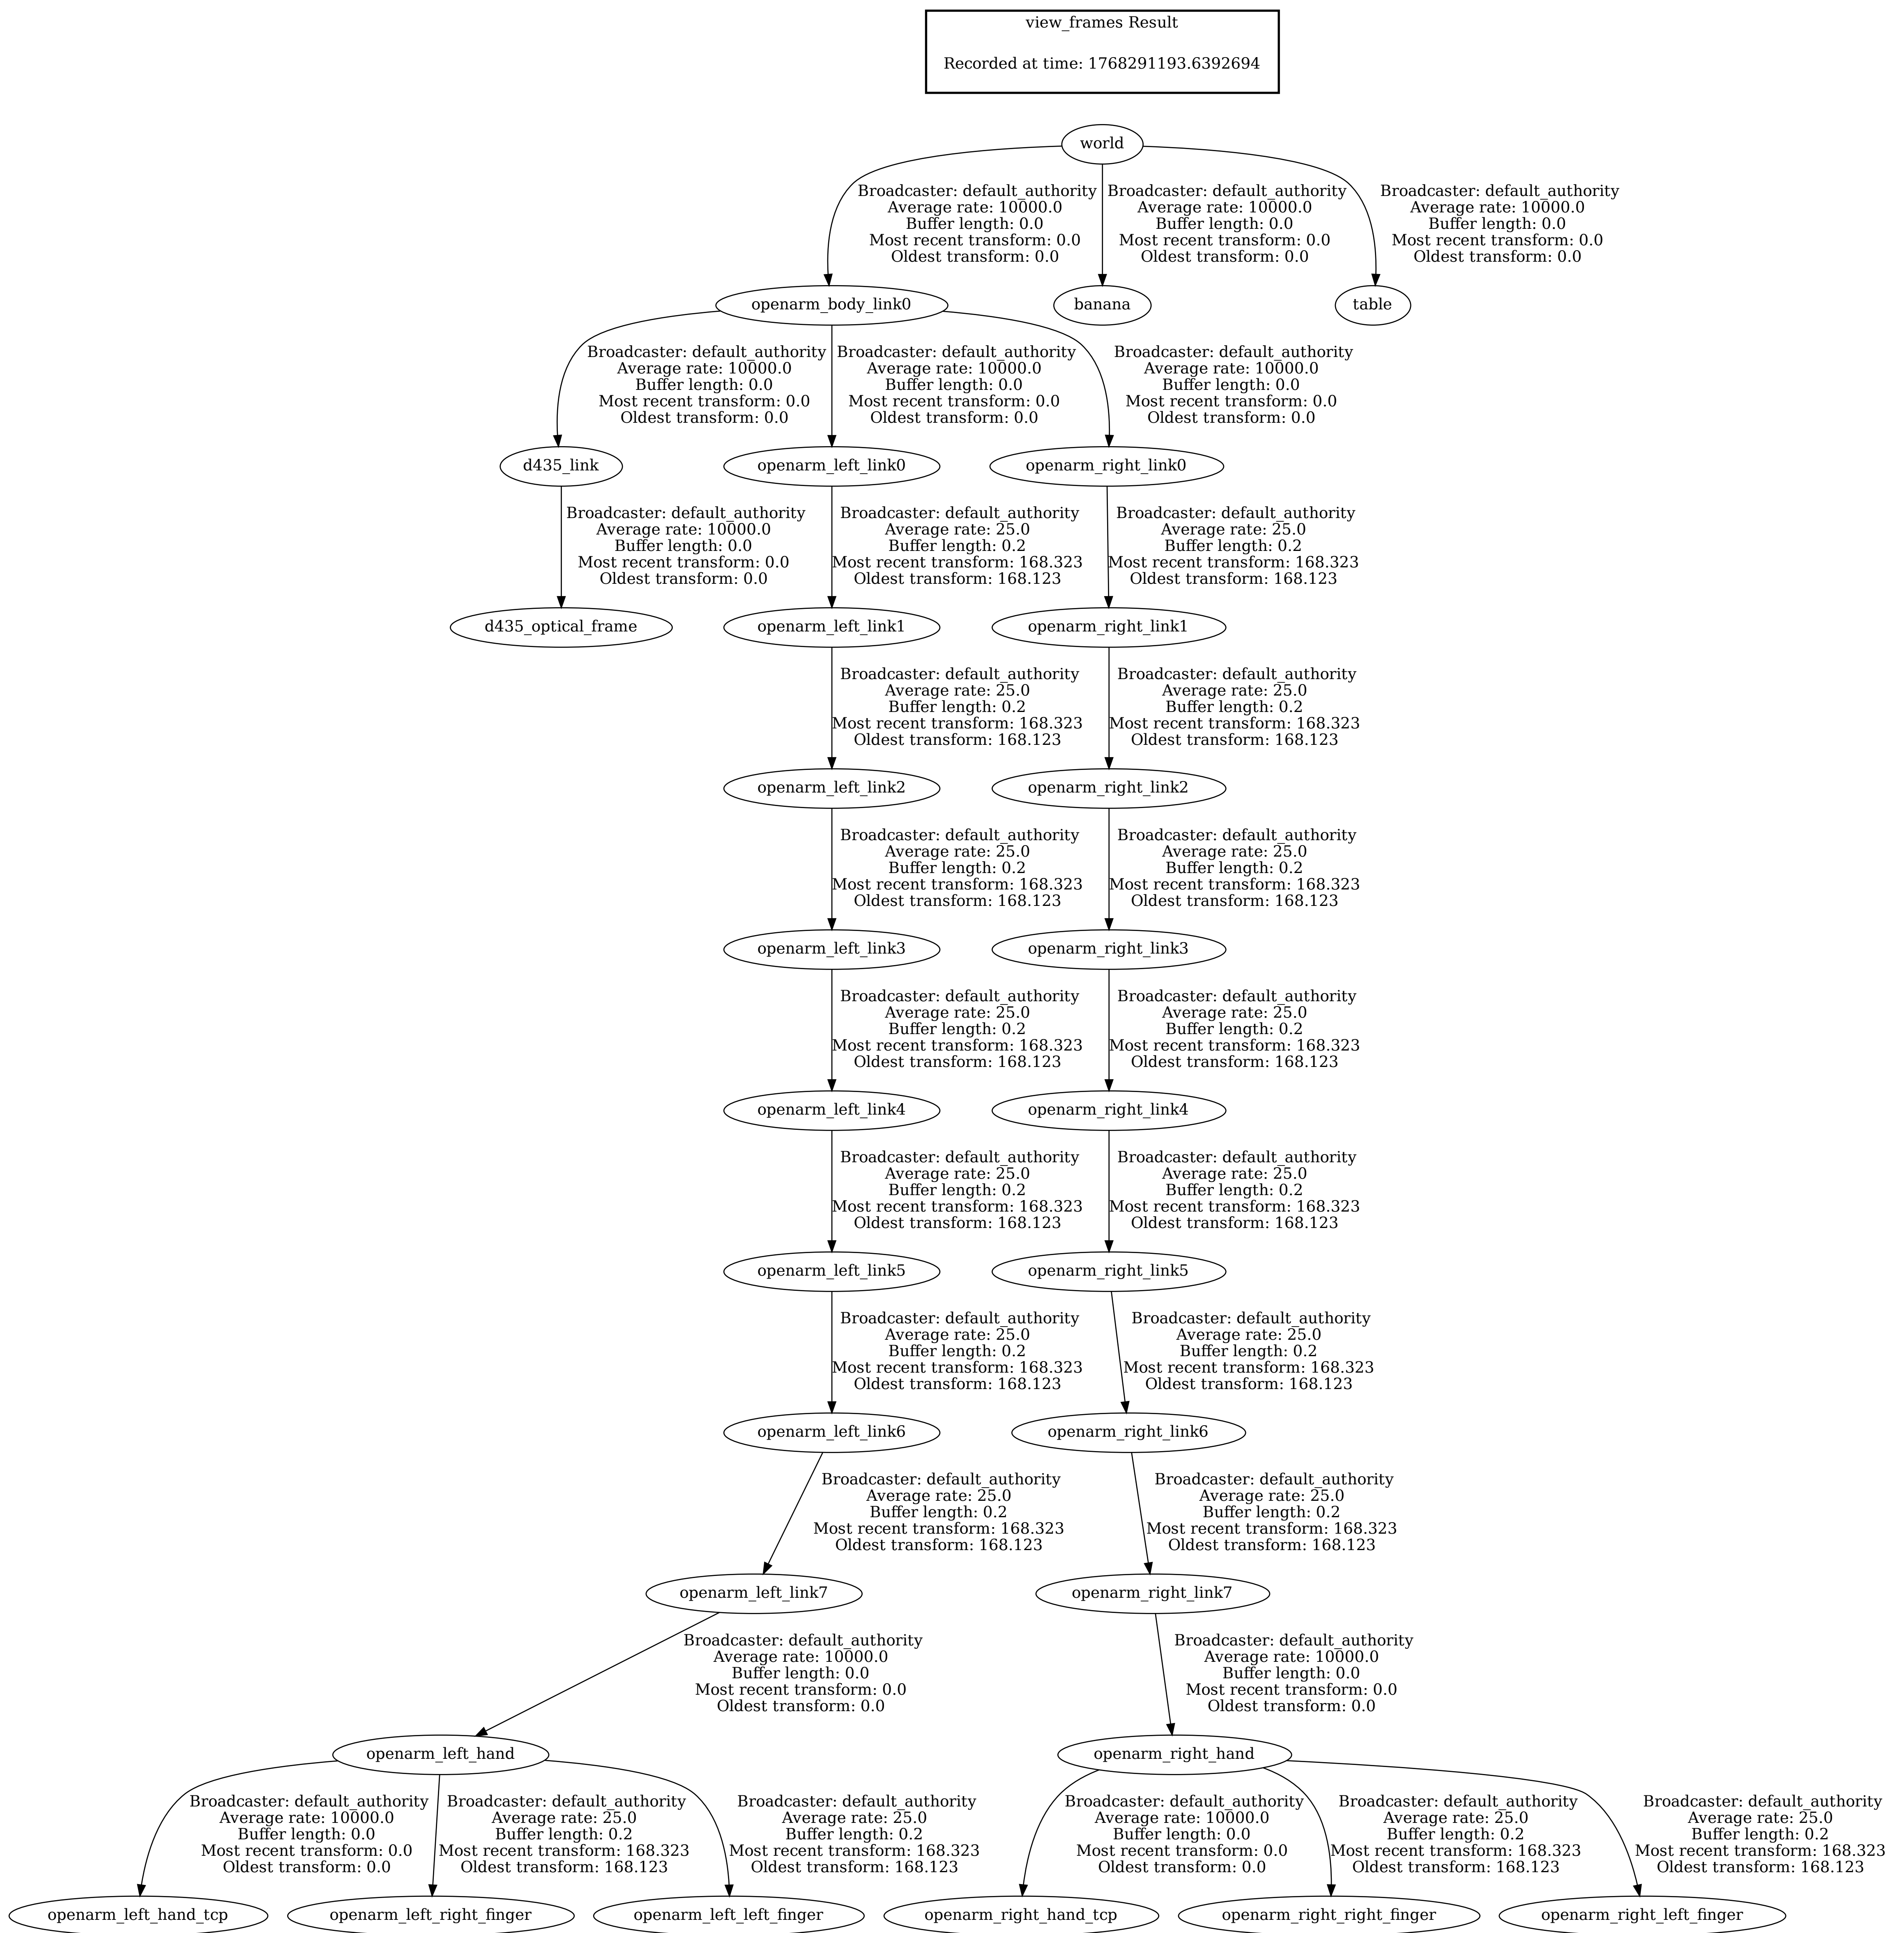 view_frames Result
Recorded at time: 1768291193.6392694
world
Broadcaster: default_authority
Average rate: 10000.0
Buffer length: 0.0
Most recent transform: 0.0
Oldest transform: 0.0
Broadcaster: default_authority
Average rate: 10000.0
Buffer length: 0.0
Most recent transform: 0.0
Oldest transform: 0.0
Broadcaster: default_authority
Average rate: 10000.0
Buffer length: 0.0
Most recent transform: 0.0
Oldest transform: 0.0
openarm_body_link0
banana
table
Broadcaster: default_authority
Average rate: 10000.0
Buffer length: 0.0
Most recent transform: 0.0
Oldest transform: 0.0
Broadcaster: default_authority
Average rate: 10000.0
Buffer length: 0.0
Most recent transform: 0.0
Oldest transform: 0.0
Broadcaster: default_authority
Average rate: 10000.0
Buffer length: 0.0
Most recent transform: 0.0
Oldest transform: 0.0
d435_link
openarm_left_link0
openarm_right_link0
Broadcaster: default_authority
Average rate: 10000.0
Buffer length: 0.0
Most recent transform: 0.0
Oldest transform: 0.0
Broadcaster: default_authority
Average rate: 25.0
Buffer length: 0.2
Most recent transform: 168.323
Oldest transform: 168.123
Broadcaster: default_authority
Average rate: 25.0
Buffer length: 0.2
Most recent transform: 168.323
Oldest transform: 168.123
d435_optical_frame
openarm_left_link1
openarm_right_link1
Broadcaster: default_authority
Average rate: 25.0
Buffer length: 0.2
Most recent transform: 168.323
Oldest transform: 168.123
Broadcaster: default_authority
Average rate: 25.0
Buffer length: 0.2
Most recent transform: 168.323
Oldest transform: 168.123
openarm_left_link2
openarm_right_link2
Broadcaster: default_authority
Average rate: 25.0
Buffer length: 0.2
Most recent transform: 168.323
Oldest transform: 168.123
Broadcaster: default_authority
Average rate: 25.0
Buffer length: 0.2
Most recent transform: 168.323
Oldest transform: 168.123
openarm_left_link3
openarm_right_link3
Broadcaster: default_authority
Average rate: 25.0
Buffer length: 0.2
Most recent transform: 168.323
Oldest transform: 168.123
Broadcaster: default_authority
Average rate: 25.0
Buffer length: 0.2
Most recent transform: 168.323
Oldest transform: 168.123
openarm_left_link4
openarm_right_link4
Broadcaster: default_authority
Average rate: 25.0
Buffer length: 0.2
Most recent transform: 168.323
Oldest transform: 168.123
Broadcaster: default_authority
Average rate: 25.0
Buffer length: 0.2
Most recent transform: 168.323
Oldest transform: 168.123
openarm_left_link5
openarm_right_link5
Broadcaster: default_authority
Average rate: 25.0
Buffer length: 0.2
Most recent transform: 168.323
Oldest transform: 168.123
Broadcaster: default_authority
Average rate: 25.0
Buffer length: 0.2
Most recent transform: 168.323
Oldest transform: 168.123
openarm_left_link6
openarm_right_link6
Broadcaster: default_authority
Average rate: 25.0
Buffer length: 0.2
Most recent transform: 168.323
Oldest transform: 168.123
Broadcaster: default_authority
Average rate: 25.0
Buffer length: 0.2
Most recent transform: 168.323
Oldest transform: 168.123
openarm_left_link7
openarm_right_link7
Broadcaster: default_authority
Average rate: 10000.0
Buffer length: 0.0
Most recent transform: 0.0
Oldest transform: 0.0
Broadcaster: default_authority
Average rate: 10000.0
Buffer length: 0.0
Most recent transform: 0.0
Oldest transform: 0.0
openarm_left_hand
openarm_right_hand
Broadcaster: default_authority
Average rate: 10000.0
Buffer length: 0.0
Most recent transform: 0.0
Oldest transform: 0.0
Broadcaster: default_authority
Average rate: 25.0
Buffer length: 0.2
Most recent transform: 168.323
Oldest transform: 168.123
Broadcaster: default_authority
Average rate: 25.0
Buffer length: 0.2
Most recent transform: 168.323
Oldest transform: 168.123
Broadcaster: default_authority
Average rate: 10000.0
Buffer length: 0.0
Most recent transform: 0.0
Oldest transform: 0.0
Broadcaster: default_authority
Average rate: 25.0
Buffer length: 0.2
Most recent transform: 168.323
Oldest transform: 168.123
Broadcaster: default_authority
Average rate: 25.0
Buffer length: 0.2
Most recent transform: 168.323
Oldest transform: 168.123
openarm_left_hand_tcp
openarm_left_right_finger
openarm_left_left_finger
openarm_right_hand_tcp
openarm_right_right_finger
openarm_right_left_finger